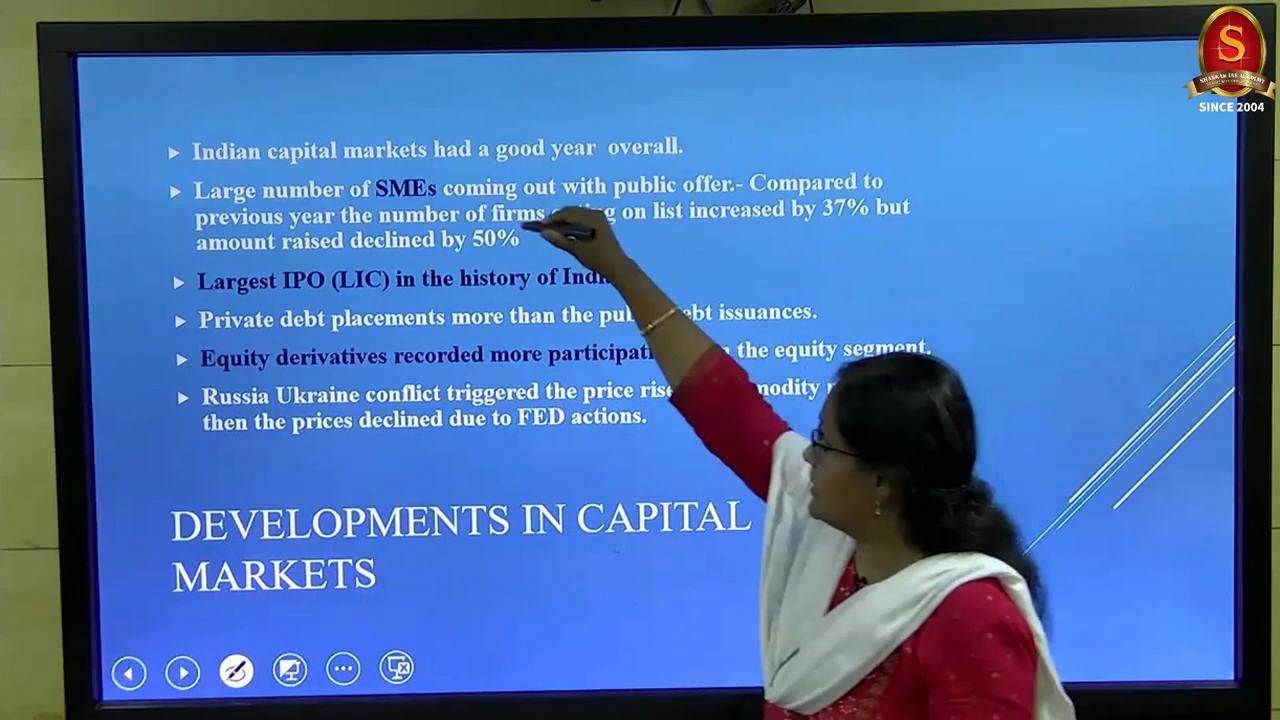 SHANKAR IAS ACADEMY
SINCE 2004
Indian capital markets had a good year overall.
Large number of SMEs coming out with public offer.- Compared to
previous year the number of firms on list increased by 37% but
amount raised declined by 50%
Largest IPO (LIC) in the history of
Private debt placements more than the issuances.
Equity derivatives recorded more the equity segment.
Russia Ukraine conflict triggered the price
then the prices declined due to FED actions.
DEVELOPMENTS IN CAPITAL
MARKETS